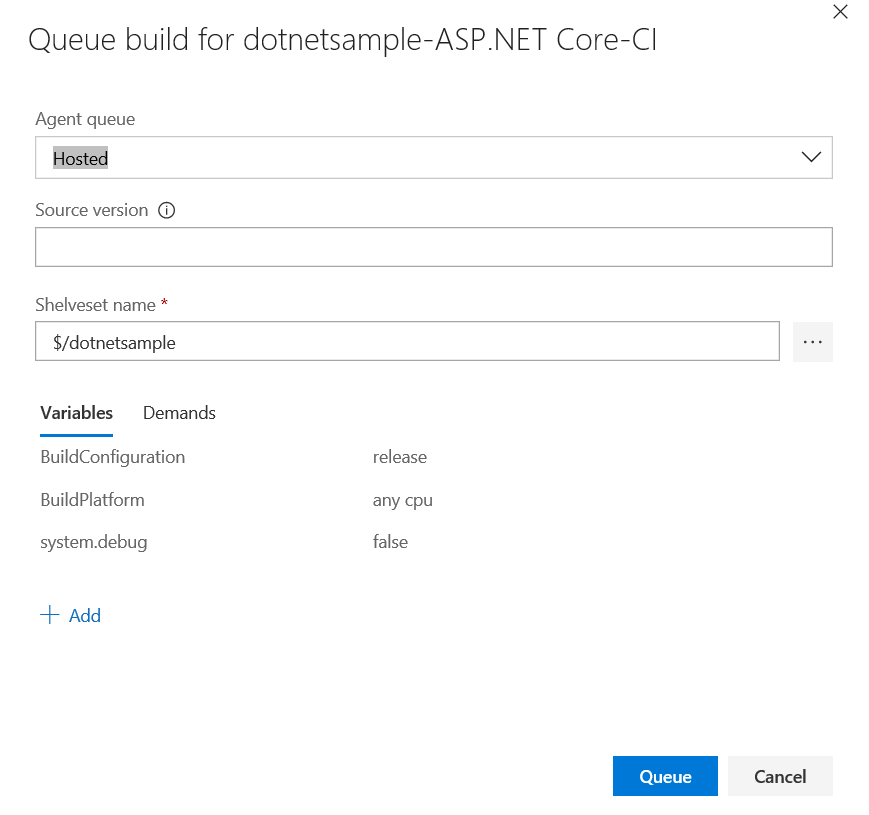 Queue build for dotnetsample-ASP.NET Core-CI
Agent queue
Hosted
Source version
Shelveset name *
$/dotnetsample
...
Variables Demands
BuildConfiguration release
BuildPlatform any cpu
system.debug false
+ Add
Queue Cancel